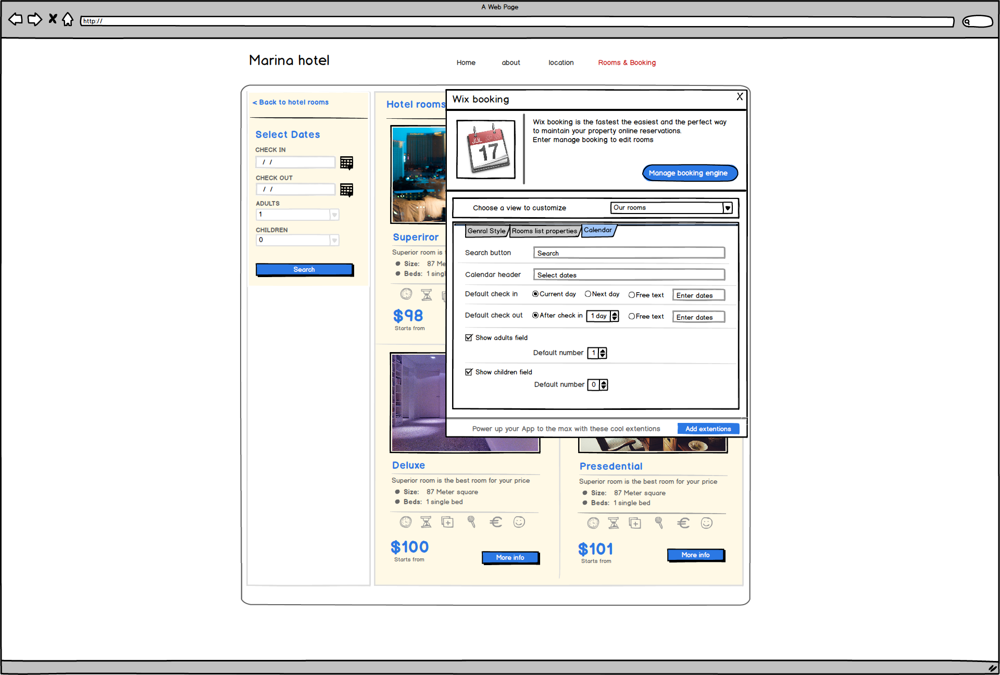 A Web Page
http://
Marina hotel
Home about location Rooms & Booking
< Back to hotel rooms
Select Dates
CHECK IN
/ /
CHECK OUT
/ /
ADULTS
1
CHILDREN
0
Search
Hotel rooms
Superiror
Superior room is
Size: 87 Me
Beds: 1 singl
$98
Starts from
Wix booking
X
JUL
17
Wix booking is the fastest the easiest and the perfect way
to maintain your property online reservations.
Enter manage booking to edit rooms
Manage booking engine
Choose a view to customize Our rooms
Genral Style Rooms list properties Calendar
Search button Search
Calendar header Select dates
Default check in Current day Next day Free text Enter dates
Default check out After check in 1 day Free text Enter dates
Show adults field
Default number 1
Show children field
Default number 0
Power up your App to the max with these cool extentions Add extentions
Deluxe
Superior room is the best room for your price
Size: 87 Meter square
Beds: 1 single bed
€
$100
Starts from
More info
Presedential
Superior room is the best room for your price
Size: 87 Meter square
Beds: 1 single bed
€
$101
Starts from
More info